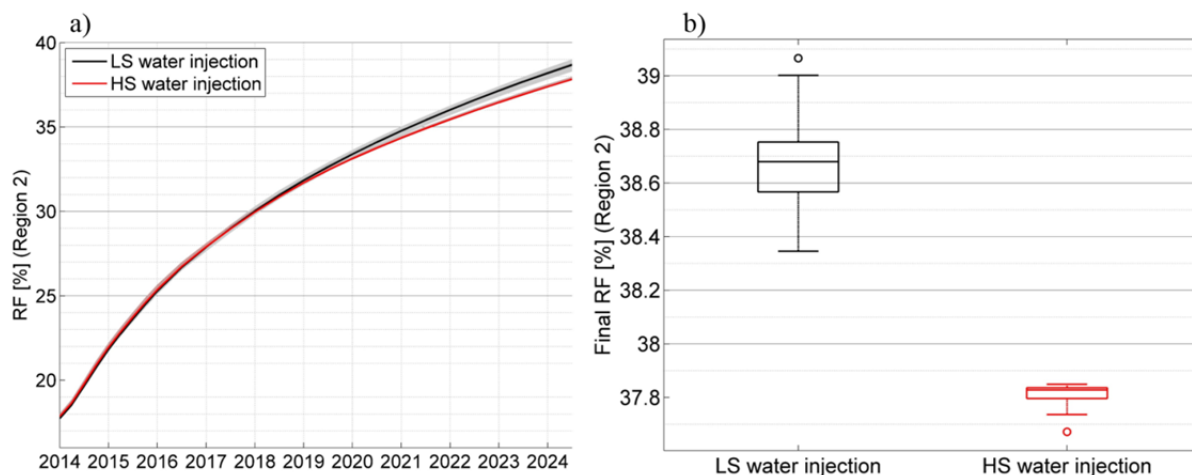 a)
LS water injection
HS water injection
RF [%] (Region 2)
40
35
30
25
20
2014 2015 2016 2017 2018 2019 2020 2021 2022 2023 2024
b)
Final RF [%] (Region 2)
39
38.8
38.6
38.4
38.2
38
37.8
LS water injection
HS water injection